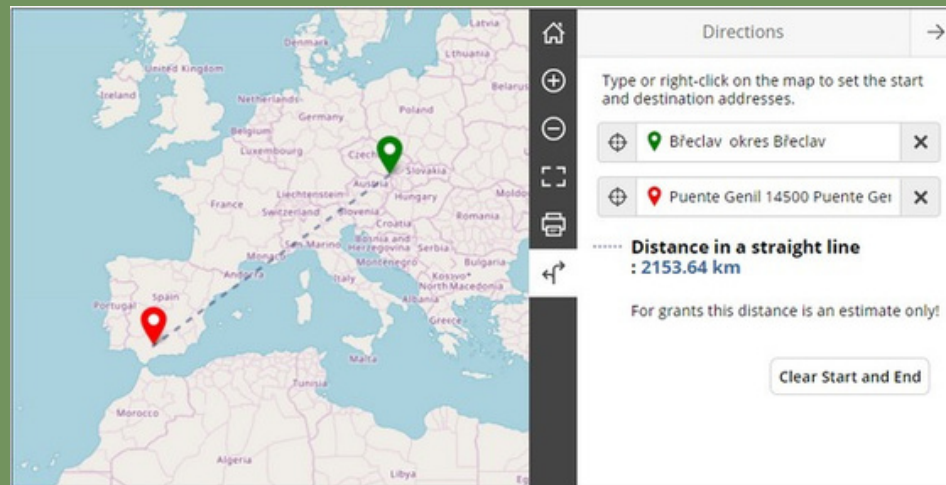 Latvia
Denmark
Lithuania
United Kingdom
Ireland
Belarus
Netherlands
Poland
Germany
Belgium
Luxembourg
Slovakia
Austria
Liechtenstein
Hungary
France
Switzerland
Slovenia
Romania
Croatia
San Marino
Bosnia and
Herzegovina
Serbia
Monaco
Montenegro
Bulgaria
Andorra
Italy
Kosvo*
North Macedonia
Portugal
Spain
Albania
Greece
Malta
Tunisia
Morocco
Algeria
Libya
Directions
Type or right-click on the map to set the start
and destination addresses.
Břeclav okres Břeclav
Puente Genil 14500 Puente Ger
Distance in a straight line
: 2153.64 km
For grants this distance is an estimate only!
Clear Start and End